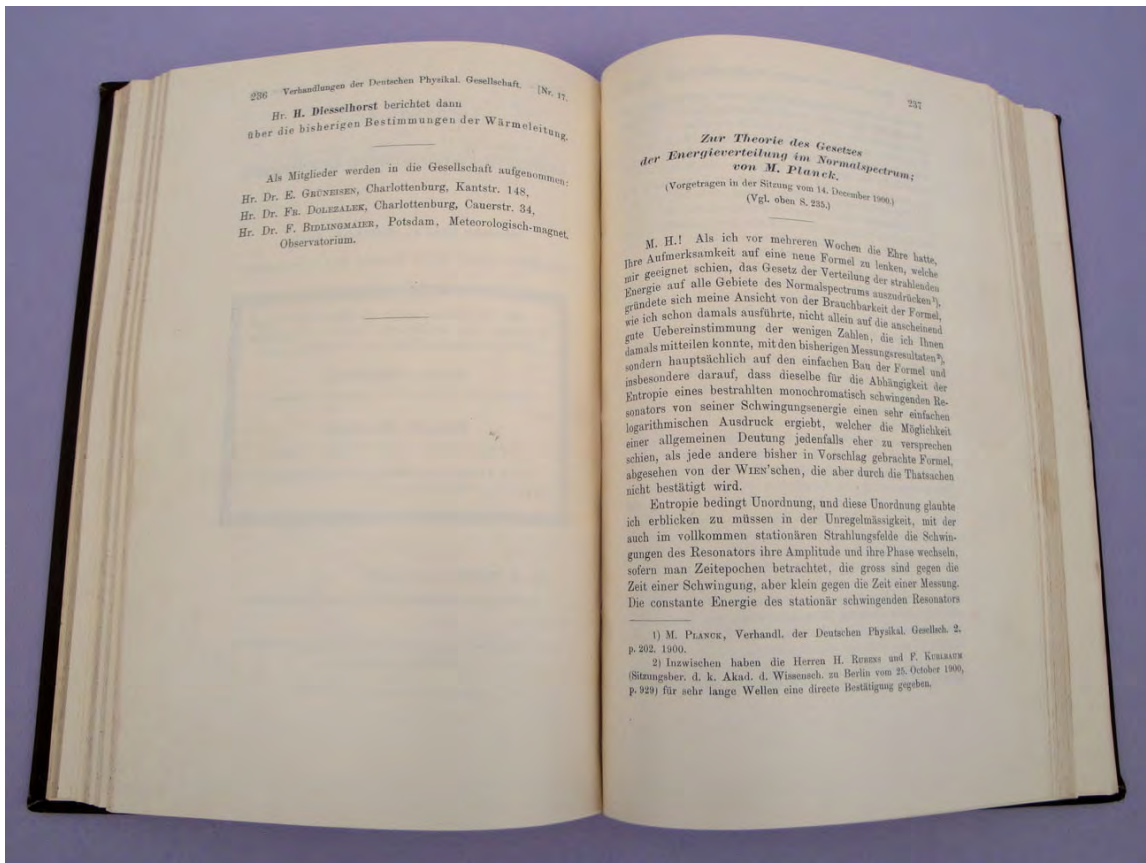 236 Verhandlungen der Deutschen Physikal. Gesellschaft. [Nr. 17.
Hr. H. Diesselhorst berichtet dann
über die bisherigen Bestimmungen der Wärmeleitung.
Als Mitglieder werden in die Gesellschaft aufgenommen:
Hr. Dr. E. GRÜNEISEN, Charlottenburg, Kantstr. 148,
Hr. Dr. FR. DOLEZALEK, Charlottenburg, Cauerstr. 34,
Hr. Dr. F. BIDLINGMAIER, Potsdam, Meteorologisch-magnet.
Observatorium.
237
Zur Theorie des Gesetzes
der Energieverteilung im Normalspectrum;
von M. Planck.
(Vorgetragen in der Sitzung vom 14. December 1900.)
(Vgl. oben S. 235.)
M. H.! Als ich vor mehreren Wochen die Ehre hatte,
Ihre Aufmerksamkeit auf eine neue Formel zu lenken, welche
mir geeignet schien, das Gesetz der Verteilung der strahlenden
Energie auf alle Gebiete des Normalspectrums auszudrücken¹),
gründete sich meine Ansicht von der Brauchbarkeit der Formel,
wie ich schon damals ausführte, nicht allein auf die anscheinend
gute Uebereinstimmung der wenigen Zahlen, die ich Ihnen
damals mitteilen konnte, mit den bisherigen Messungsresultaten²),
sondern hauptsächlich auf den einfachen Bau der Formel und
insbesondere darauf, dass dieselbe für die Abhängigkeit der
Entropie eines bestrahlten monochromatisch schwingenden Re-
sonators von seiner Schwingungsenergie einen sehr einfachen
logarithmischen Ausdruck ergiebt, welcher die Möglichkeit
einer allgemeinen Deutung jedenfalls eher zu versprechen
schien, als jede andere bisher in Vorschlag gebrachte Formel,
abgesehen von der WIEN'schen, die aber durch die Thatsachen
nicht bestätigt wird.
Entropie bedingt Unordnung, und diese Unordnung glaubte
ich erblicken zu müssen in der Unregelmässigkeit, mit der
auch im vollkommen stationären Strahlungsfelde die Schwin-
gungen des Resonators ihre Amplitude und ihre Phase wechseln,
sofern man Zeitepochen betrachtet, die gross sind gegen die
Zeit einer Schwingung, aber klein gegen die Zeit einer Messung.
Die constante Energie des stationär schwingenden Resonators
1) M. PLANCK, Verhandl. der Deutschen Physikal. Gesellsch. 2.
p. 202. 1900.
2) Inzwischen haben die Herren H. RUBENS und F. KURLBAUM
(Sitzungsber. d. k. Akad. d. Wissensch. zu Berlin vom 25. October 1900,
p. 929) für sehr lange Wellen eine directe Bestätigung gegeben.